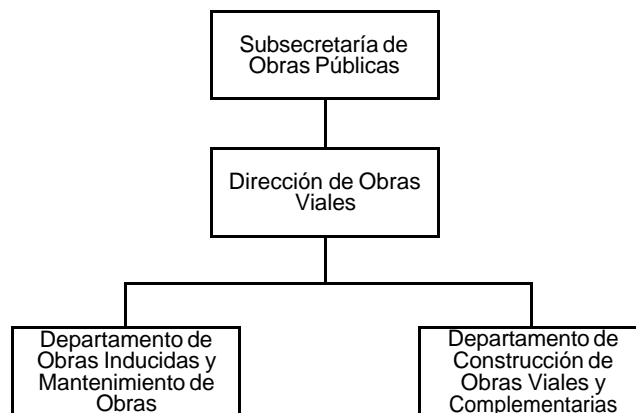 Subsecretaría de
Obras Públicas
Dirección de Obras
Viales
Departamento de
Obras Inducidas y
Mantenimiento de
Obras
Departamento de
Construcción de
Obras Viales y
Complementarias